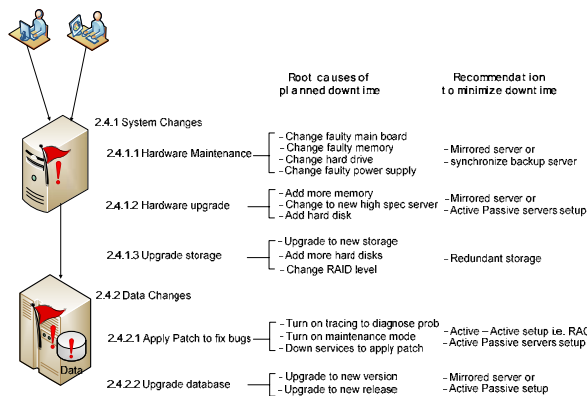 Root causes of planned downtime
Recommendation to minimize downtime
2.4.1 System Changes
2.4.1.1 Hardware Maintenance
- Change faulty main board
- Change faulty memory
- Change hard drive
- Change faulty power supply
- Mirrored server or
- synchronize backup server
2.4.1.2 Hardware upgrade
- Add more memory
- Change to new high spec server
- Add hard disk
- Mirrored server or
- Active Passive servers setup
2.4.1.3 Upgrade storage
- Upgrade to new storage
- Add more hard disks
- Change RAID level
- Redundant storage
2.4.2 Data Changes
2.4.2.1 Apply Patch to fix bugs
- Turn on tracing to diagnose prob
- Turn on maintenance mode
- Down services to apply patch
- Active – Active setup i.e. RAC
- Active Passive servers setup
Data
2.4.2.2 Upgrade database
- Upgrade to new version
- Upgrade to new release
- Mirrored server or
- Active Passive setup